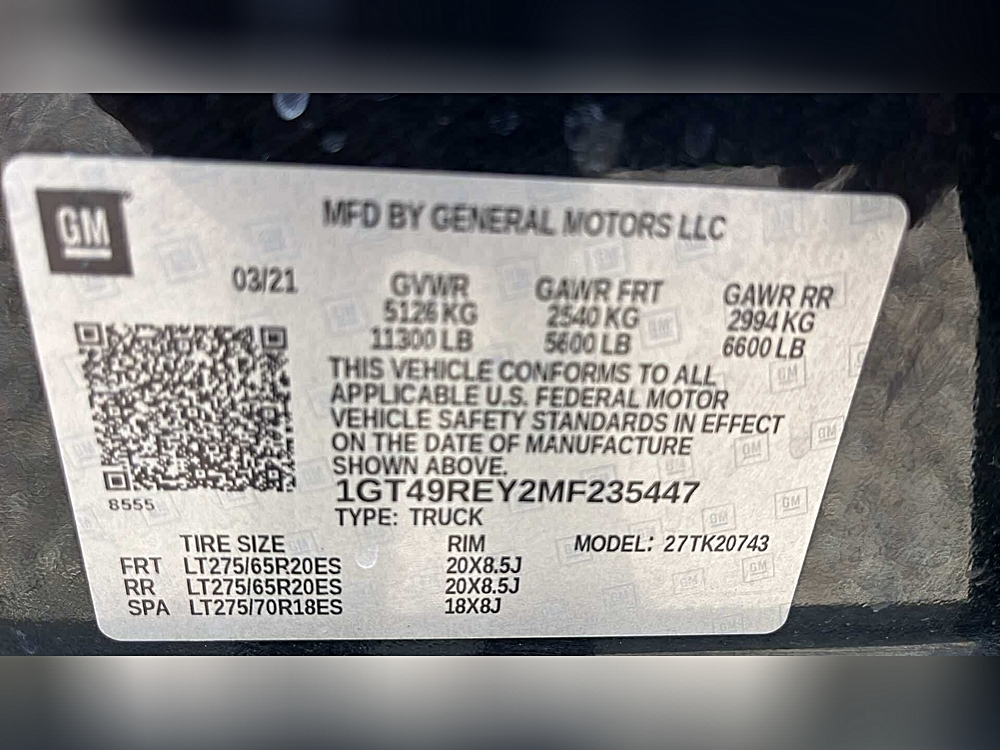 GM
MFD BY GENERAL MOTORS LLC
03/21
GVWR GAWR FRT GAWR RR
5126 KG 2540 KG 2994 KG
11300 LB 5600 LB 6600 LB
THIS VEHICLE CONFORMS TO ALL
APPLICABLE U.S. FEDERAL MOTOR
VEHICLE SAFETY STANDARDS IN EFFECT
ON THE DATE OF MANUFACTURE
SHOWN ABOVE.
8555
1GT49REY2MF235447
TYPE: TRUCK
TIRE SIZE RIM MODEL: 27TK20743
FRT LT275/65R20ES 20X8.5J
RR LT275/65R20ES 20X8.5J
SPA LT275/70R18ES 18X8J